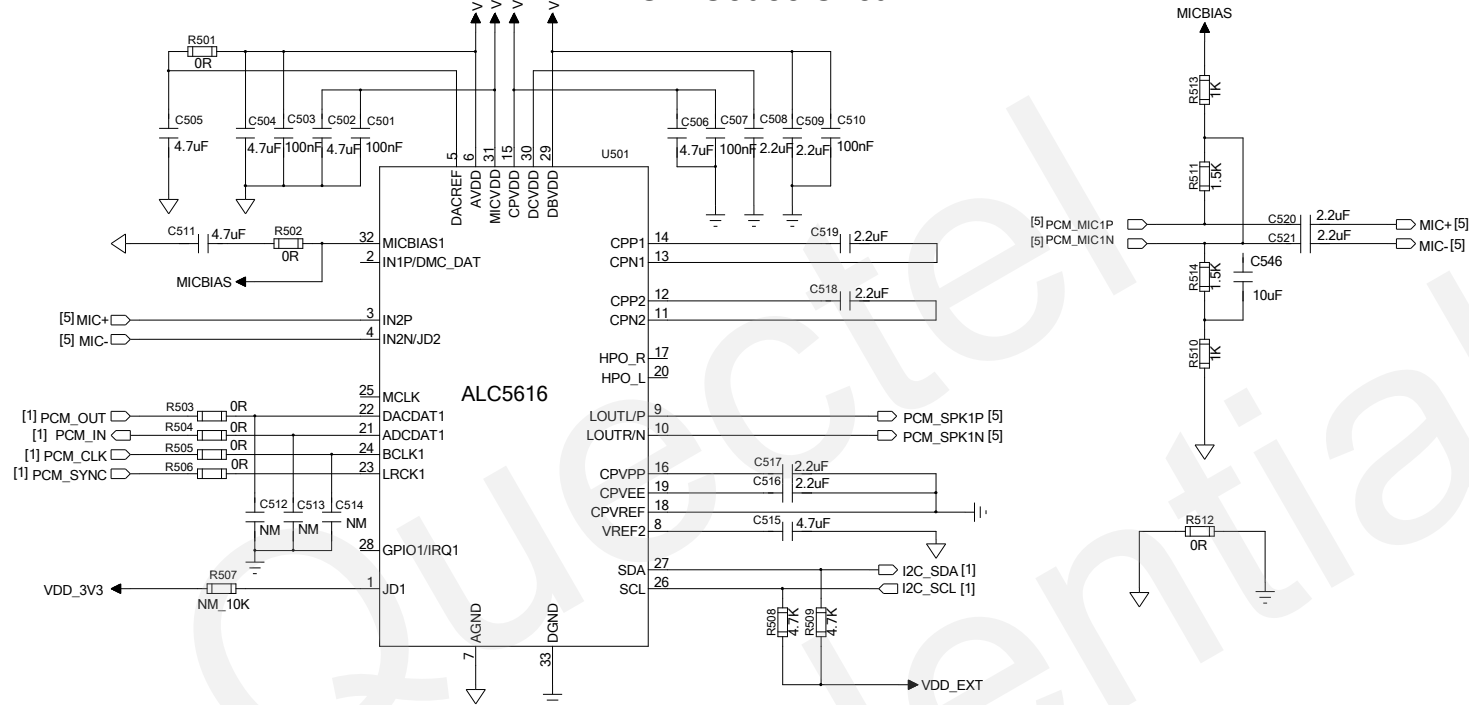 V
V
V
V
MICBIAS
R501
0R
R513
1K
C505
4.7uF
C504
4.7uF
C503
100nF
C502
4.7uF
C501
100nF
C506
4.7uF
C507
100nF
C508
2.2uF
C509
2.2uF
C510
100nF
U501
5
6
31
15
30
29
DACREF
AVDD
MICVDD
CPVDD
DCVDD
DBVDD
R511
1.5K
[5] PCM_MIC1P
[5] PCM_MIC1N
C520
2.2uF
MIC+ [5]
C521
2.2uF
MIC- [5]
C511
4.7uF
R502
0R
32
MICBIAS1
2
IN1P/DMC_DAT
MICBIAS
CPP1
14
CPN1
13
C519
2.2uF
R514
1.5K
C546
10uF
CPP2
12
CPN2
11
C518
2.2uF
[5] MIC+
3
IN2P
[5] MIC-
4
IN2N/JD2
R510
1K
HPO_R
17
HPO_L
20
ALC5616
25
MCLK
[1] PCM_OUT
R503
0R
22
DACDAT1
[1] PCM_IN
R504
0R
21
ADCDAT1
[1] PCM_CLK
R505
0R
24
BCLK1
[1] PCM_SYNC
R506
0R
23
LRCK1
LOUTL/P
9
PCM_SPK1P [5]
LOUTR/N
10
PCM_SPK1N [5]
CPVPP
16
C517
2.2uF
CPVEE
19
C516
2.2uF
CPVREF
18
VREF2
8
C515
4.7uF
C512
NM
C513
NM
C514
NM
R512
0R
28
GPIO1/IRQ1
SDA
27
I2C_SDA [1]
SCL
26
I2C_SCL [1]
VDD_3V3
R507
NM_10K
1
JD1
R508
4.7K
R509
4.7K
AGND
7
DGND
33
VDD_EXT
Quectel